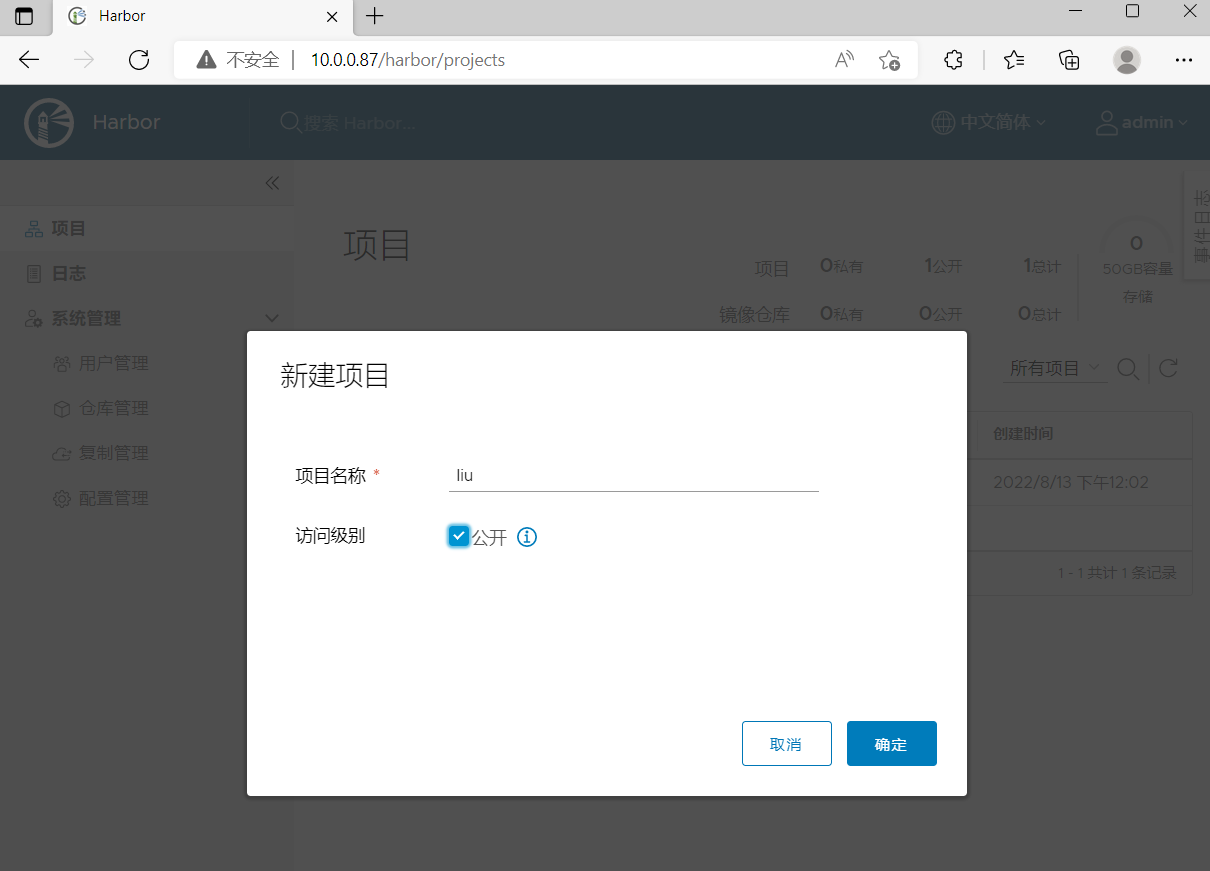 Harbor
不安全 10.0.0.87/harbor/projects
Harbor 搜索 Harbor... 中文简体 admin
事件日志
项目
日志
系统管理
用户管理
仓库管理
复制管理
配置管理
项目
项目 0私有 1公开 1总计
镜像仓库 0私有 0公开 0总计
0
50GB容量
存储
所有项目
创建时间
2022/8/13 下午12:02
1 - 1 共计 1 条记录
新建项目
项目名称 * liu
访问级别 公开
取消 确定